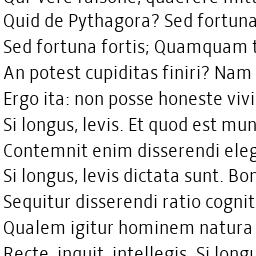 Qui vere falsone, quaerere mitt
Quid de Pythagora? Sed fortuna
Sed fortuna fortis; Quamquam t
An potest cupiditas finiri? Nam
Ergo ita: non posse honeste vivi
Si longus, levis. Et quod est mun
Contemnit enim disserendi eleg
Si longus, levis dictata sunt. Bor
Sequitur disserendi ratio cognit
Qualem igitur hominem natura
Recte, inquit, intellegis. Si longu